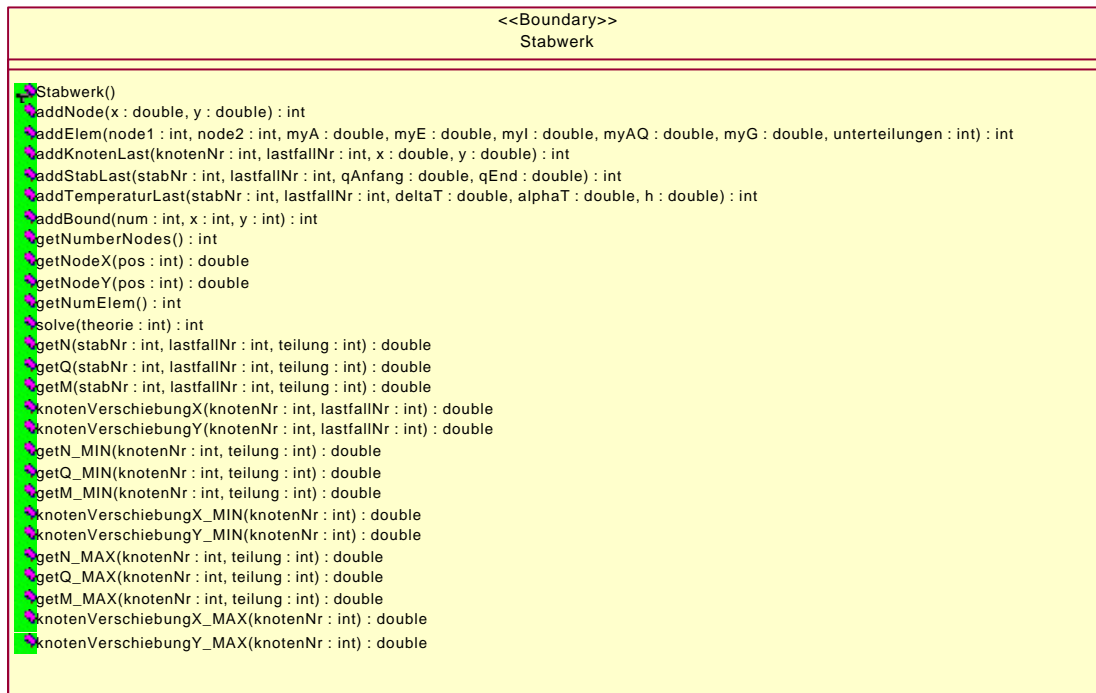 <<Boundary>>
Stabwerk
Stabwerk()
addNode(x : double, y : double) : int
addElem(node1 : int, node2 : int, myA : double, myE : double, myI : double, myAQ : double, myG : double, unterteilungen : int) : int
addKnotenLast(knotenNr : int, lastfallNr : int, x : double, y : double) : int
addStabLast(stabNr : int, lastfallNr : int, qAnfang : double, qEnd : double) : int
addTemperaturLast(stabNr : int, lastfallNr : int, deltaT : double, alphaT : double, h : double) : int
addBound(num : int, x : int, y : int) : int
getNumberNodes() : int
getNodeX(pos : int) : double
getNodeY(pos : int) : double
getNumElem() : int
solve(theorie : int) : int
getN(stabNr : int, lastfallNr : int, teilung : int) : double
getQ(stabNr : int, lastfallNr : int, teilung : int) : double
getM(stabNr : int, lastfallNr : int, teilung : int) : double
knotenVerschiebungX(knotenNr : int, lastfallNr : int) : double
knotenVerschiebungY(knotenNr : int, lastfallNr : int) : double
getN_MIN(knotenNr : int, teilung : int) : double
getQ_MIN(knotenNr : int, teilung : int) : double
getM_MIN(knotenNr : int, teilung : int) : double
knotenVerschiebungX_MIN(knotenNr : int) : double
knotenVerschiebungY_MIN(knotenNr : int) : double
getN_MAX(knotenNr : int, teilung : int) : double
getQ_MAX(knotenNr : int, teilung : int) : double
getM_MAX(knotenNr : int, teilung : int) : double
knotenVerschiebungX_MAX(knotenNr : int) : double
knotenVerschiebungY_MAX(knotenNr : int) : double